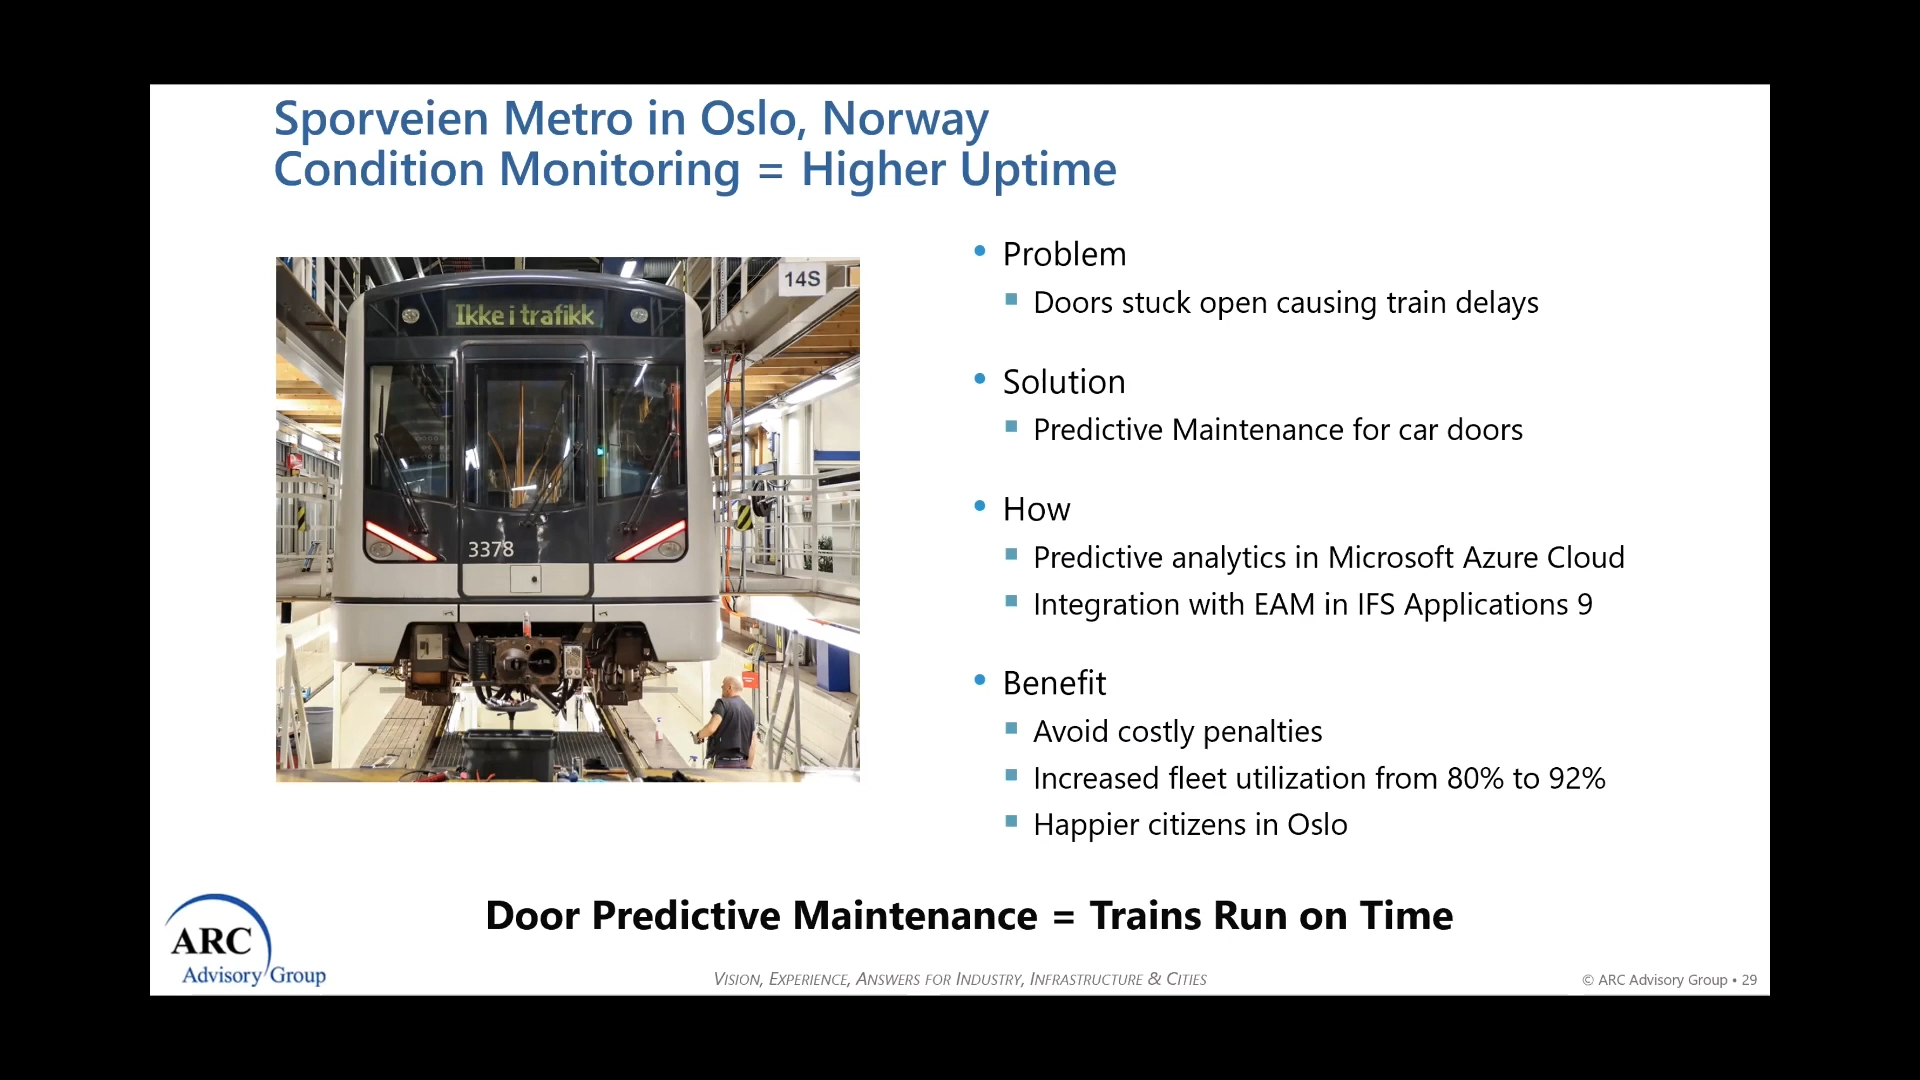 Sporveien Metro in Oslo, Norway
Condition Monitoring = Higher Uptime
14S
Ikke i trafikk
3378
• Problem
▪ Doors stuck open causing train delays
• Solution
▪ Predictive Maintenance for car doors
• How
▪ Predictive analytics in Microsoft Azure Cloud
▪ Integration with EAM in IFS Applications 9
• Benefit
▪ Avoid costly penalties
▪ Increased fleet utilization from 80% to 92%
▪ Happier citizens in Oslo
Door Predictive Maintenance = Trains Run on Time
ARC
Advisory Group
VISION, EXPERIENCE, ANSWERS FOR INDUSTRY, INFRASTRUCTURE & CITIES
© ARC Advisory Group • 29